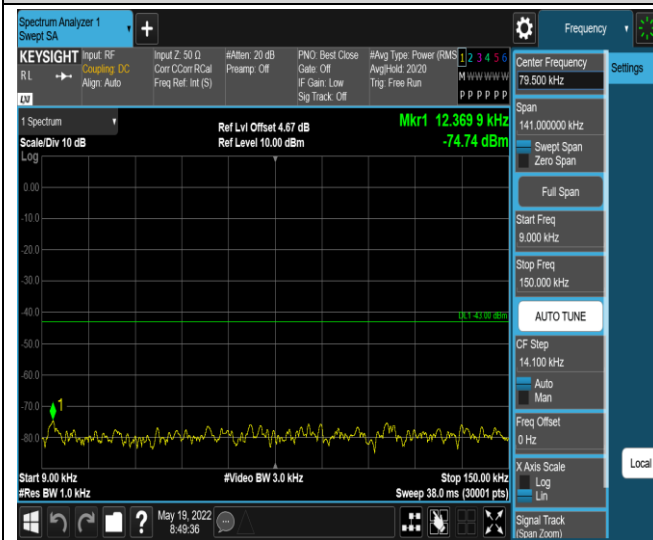 Spectrum Analyzer 1
Swept SA
+
Frequency
KEYSIGHT
RL
Input: RF
Coupling: DC
Align: Auto
Input Z: 50 Ω
Corr CCorr RCal
Freq Ref: Int (S)
#Atten: 20 dB
Preamp: Off
PNO: Best Close
Gate: Off
IF Gain: Low
Sig Track: Off
#Avg Type: Power (RMS
Avg|Hold: 20/20
Trig: Free Run
1 2 3 4 5 6
M W W W W W
P P P P P P
LXI
1 Spectrum
Scale/Div 10 dB
Log
Ref Lvl Offset 4.67 dB
Ref Level 10.00 dBm
Mkr1 12.369 9 kHz
-74.74 dBm
0.00
-10.0
-20.0
-30.0
-40.0
-50.0
-60.0
-70.0
-80.0
DL1 -43.00 dBm
1
Start 9.00 kHz
#Res BW 1.0 kHz
#Video BW 3.0 kHz
Stop 150.00 kHz
Sweep 38.0 ms (30001 pts)
?
May 19, 2022
8:49:36
Center Frequency
79.500 kHz
Span
141.000000 kHz
Swept Span
Zero Span
Full Span
Start Freq
9.000 kHz
Stop Freq
150.000 kHz
AUTO TUNE
CF Step
14.100 kHz
Auto
Man
Freq Offset
0 Hz
X Axis Scale
Log
Lin
Signal Track
(Span Zoom)
Settings
Local